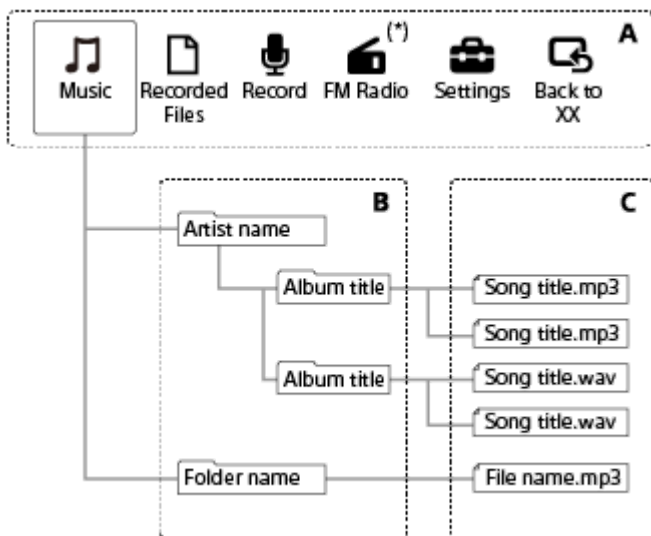 (*)
A
Music
Recorded
Files
Record
FM Radio
Settings
Back to
XX
B
C
Artist name
Album title
Song title.mp3
Song title.mp3
Album title
Song title.wav
Song title.wav
Folder name
File name.mp3